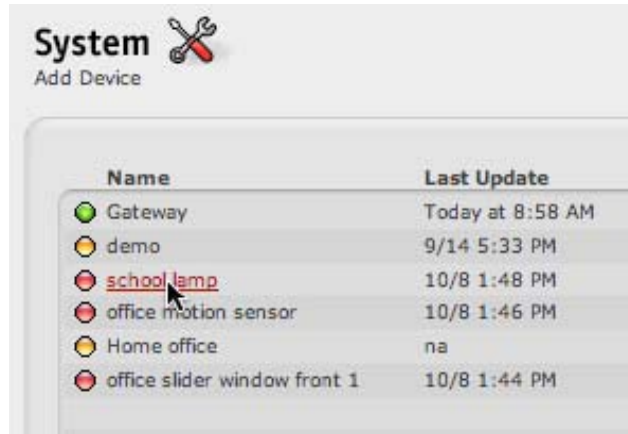 System
Add Device
Name Last Update
Gateway Today at 8:58 AM
demo 9/14 5:33 PM
school lamp 10/8 1:48 PM
office motion sensor 10/8 1:46 PM
Home office na
office slider window front 1 10/8 1:44 PM